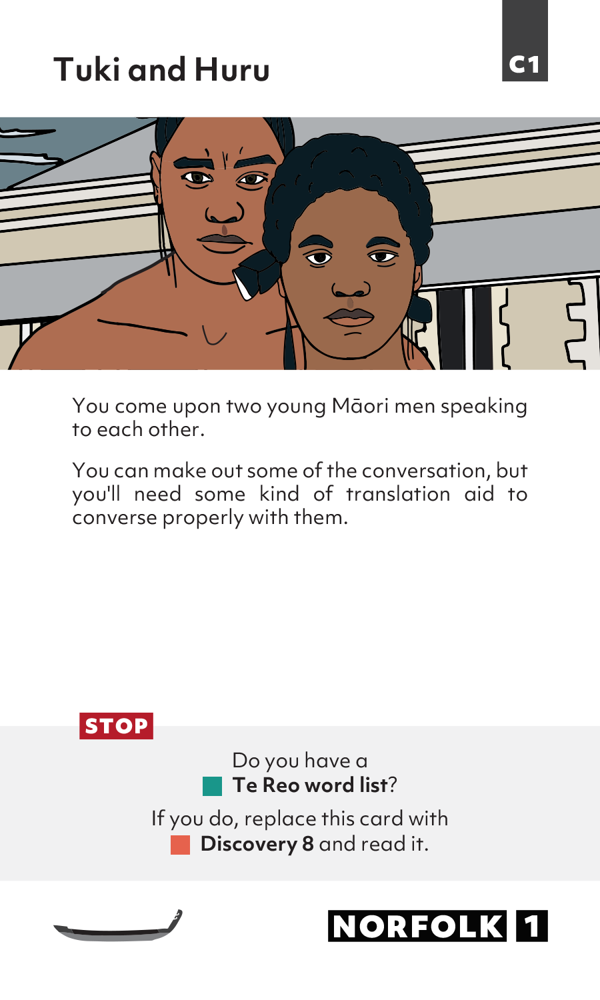 Tuki and Huru
C1
You come upon two young Māori men speaking
to each other.
You can make out some of the conversation, but
you'll need some kind of translation aid to
converse properly with them.
STOP
Do you have a
Te Reo word list?
If you do, replace this card with
Discovery 8 and read it.
NORFOLK 1